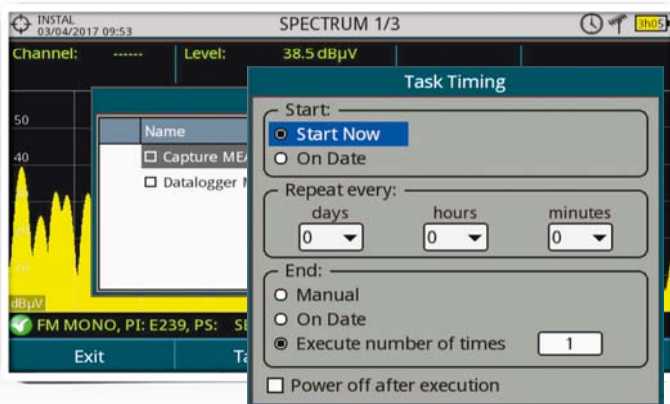 INSTAL
03/04/2017 09:53
SPECTRUM 1/3
3h05
Channel: ------ Level: 38.5 dBµV
Task Timing
50
40
dBµV
Name
Capture
Datalogger
Start:
Start Now
On Date
Repeat every:
days hours minutes
0 0 0
End:
Manual
On Date
Execute number of times 1
Power off after execution
FM MONO, PI: E239, PS:
Exit